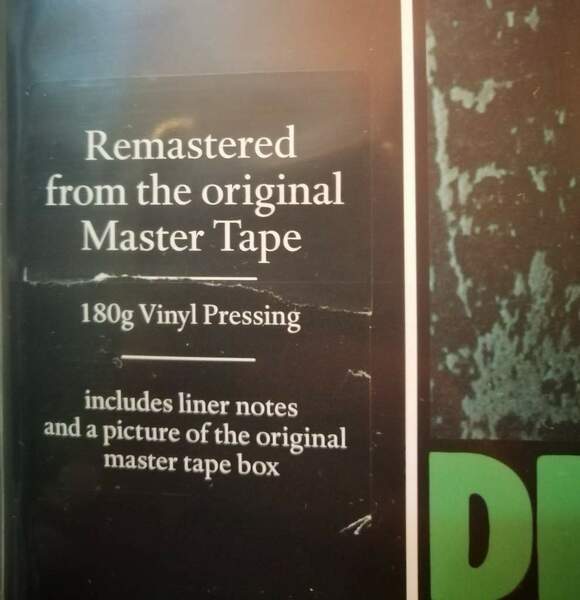 Remastered
from the original
Master Tape
180g Vinyl Pressing
includes liner notes
and a picture of the original
master tape box